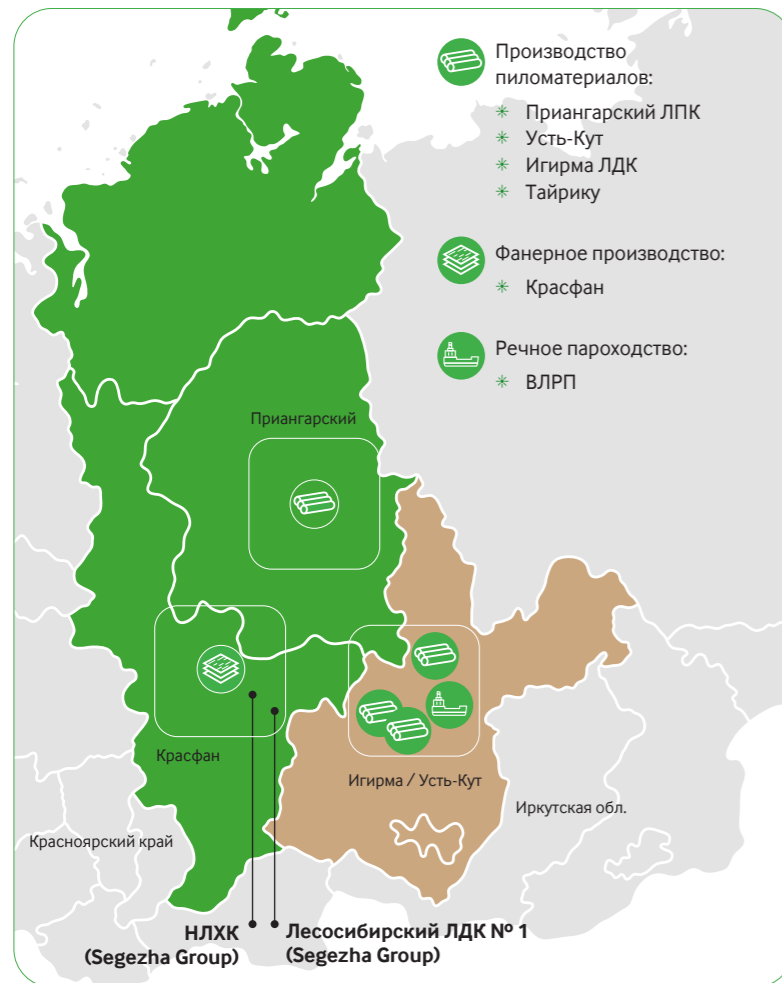 Производство
пиломатериалов:
✳ Приангарский ЛПК
✳ Усть-Кут
✳ Игирма ЛДК
✳ Тайрику
Фанерное производство:
✳ Красфан
Речное пароходство:
✳ ВЛРП
Приангарский
Красфан
Игирма / Усть-Кут
Иркутская обл.
Красноярский край
НЛХК
(Segezha Group)
Лесосибирский ЛДК № 1
(Segezha Group)